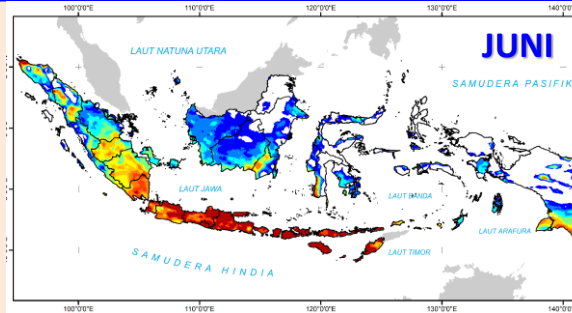 100°0'0"E 110°0'0"E 120°0'0"E 130°0'0"E 140°0'
JUNI
LAUT NATUNA UTARA
SAMUDERA PASIFIK
LAUT JAWA
LAUT BANDA
LAUT ARAFURA
LAUT TIMOR
SAMUDERA HINDIA
100°0'0"E 110°0'0"E 120°0'0"E 130°0'0"E 140°0'